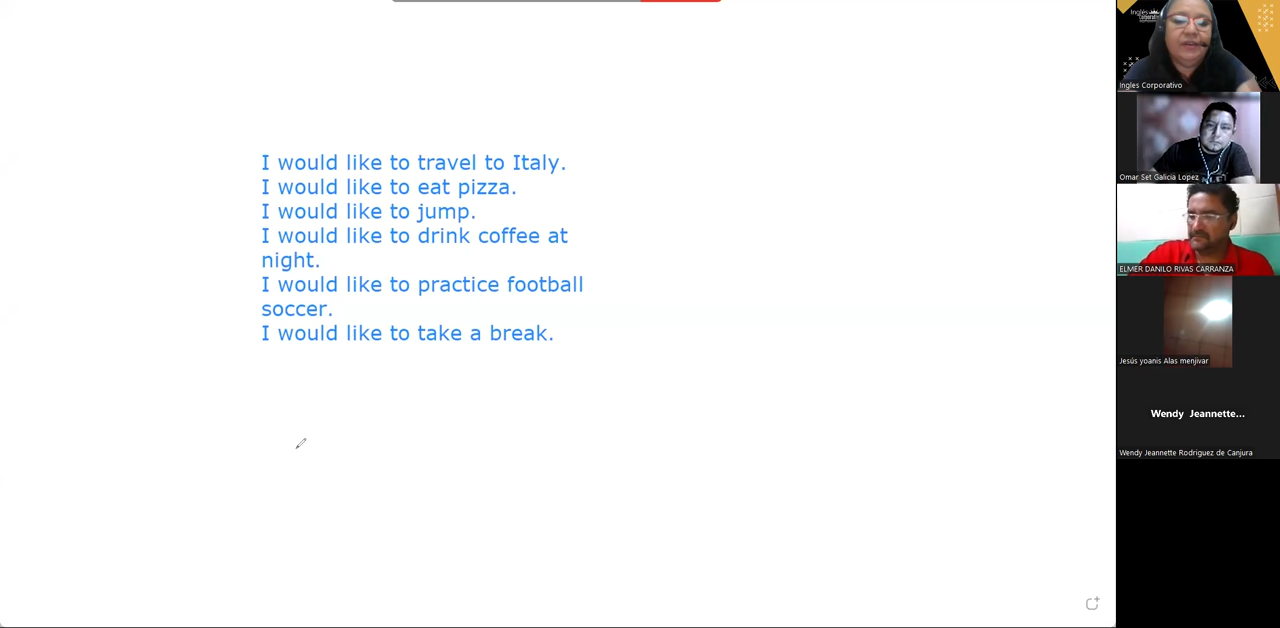 I would like to travel to Italy.
I would like to eat pizza.
I would like to jump.
I would like to drink coffee at
night.
I would like to practice football
soccer.
I would like to take a break.
Inglés
Corporativo
Ingles Corporativo
Omar Set Galicia Lopez
ELMER DANILO RIVAS CARRANZA
Jesús yoanis Alas menjivar
Wendy Jeannette...
Wendy Jeannette Rodriguez de Canjura